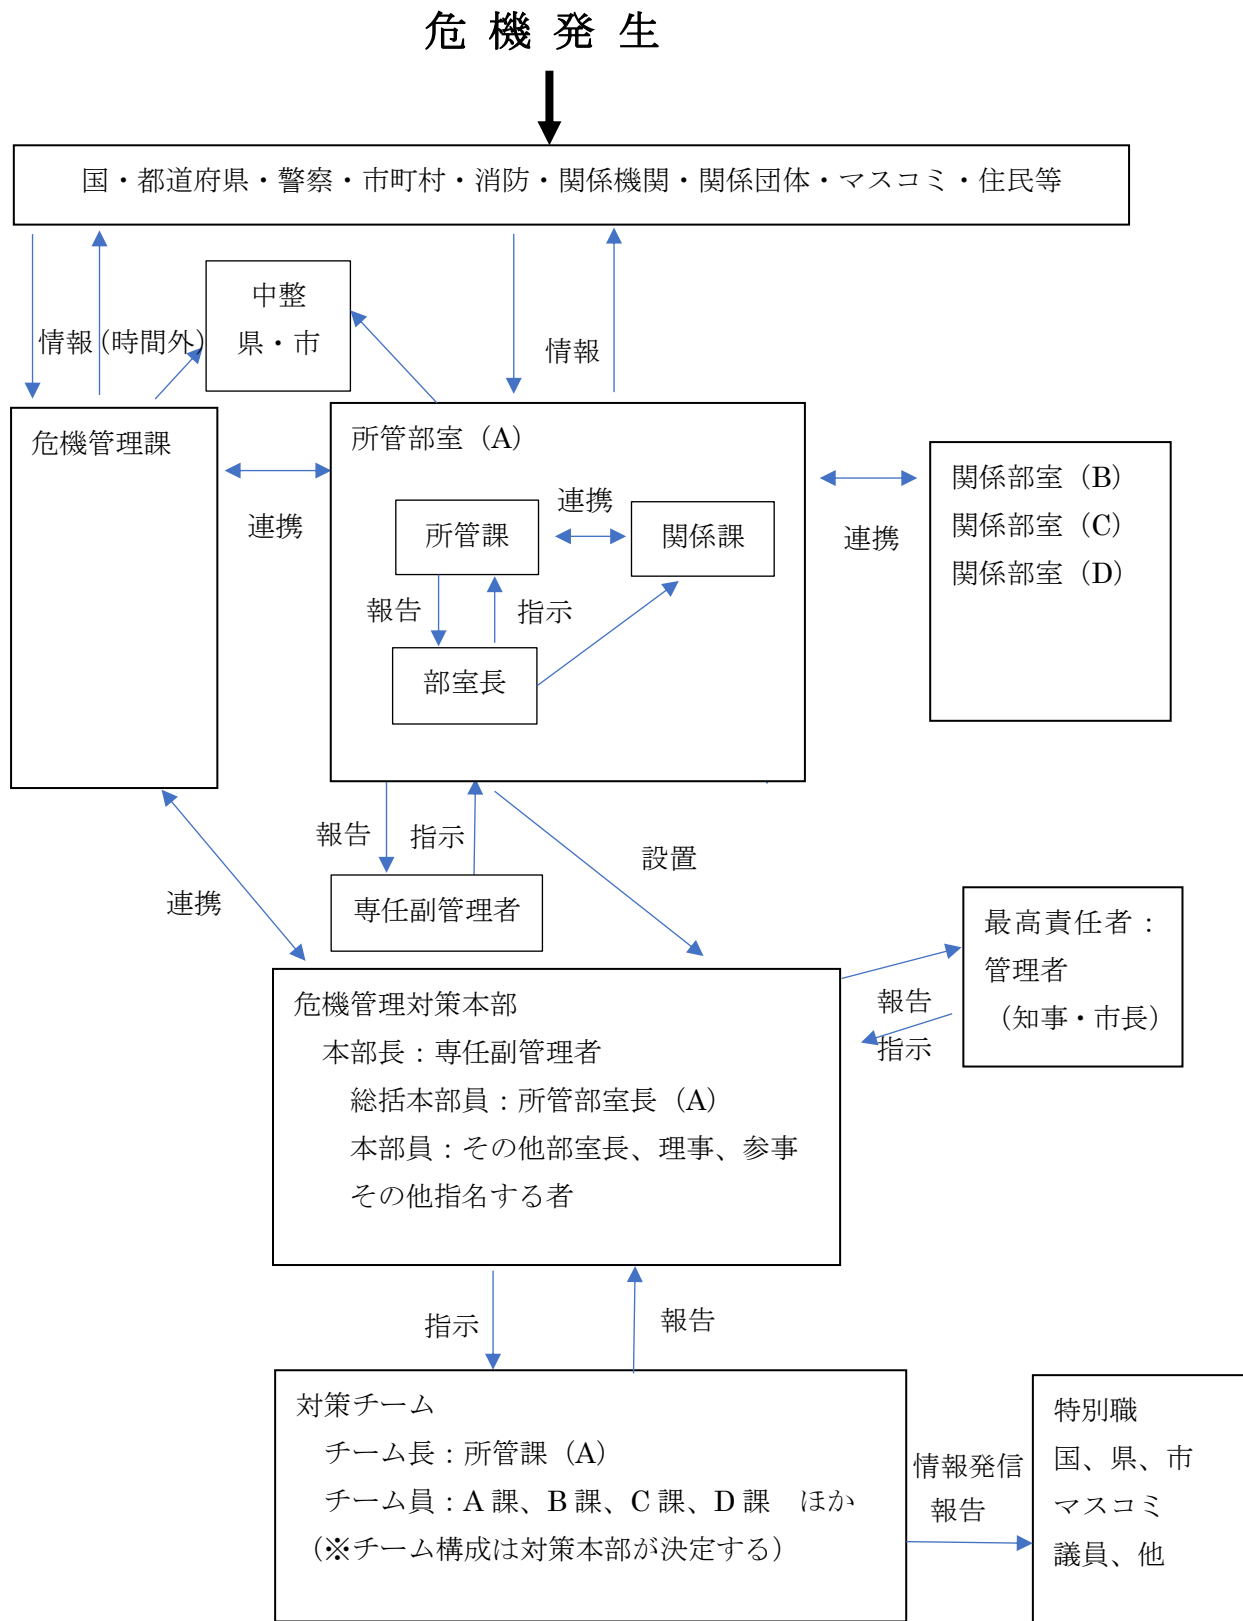 危 機 発 生
国・都道府県・警察・市町村・消防・関係機関・関係団体・マスコミ・住民等
中整
県・市
情報（時間外）
情報
危機管理課
連携
所管部室（A）
所管課
連携
関係課
報告
指示
部室長
連携
関係部室（B）
関係部室（C）
関係部室（D）
報告
指示
設置
専任副管理者
連携
最高責任者：
管理者
（知事・市長）
報告
指示
危機管理対策本部
本部長：専任副管理者
総括本部員：所管部室長（A）
本部員：その他部室長、理事、参事
その他指名する者
指示
報告
対策チーム
チーム長：所管課（A）
チーム員：A 課、B 課、C 課、D 課　ほか
（※チーム構成は対策本部が決定する）
情報発信
報告
特別職
国、県、市
マスコミ
議員、他